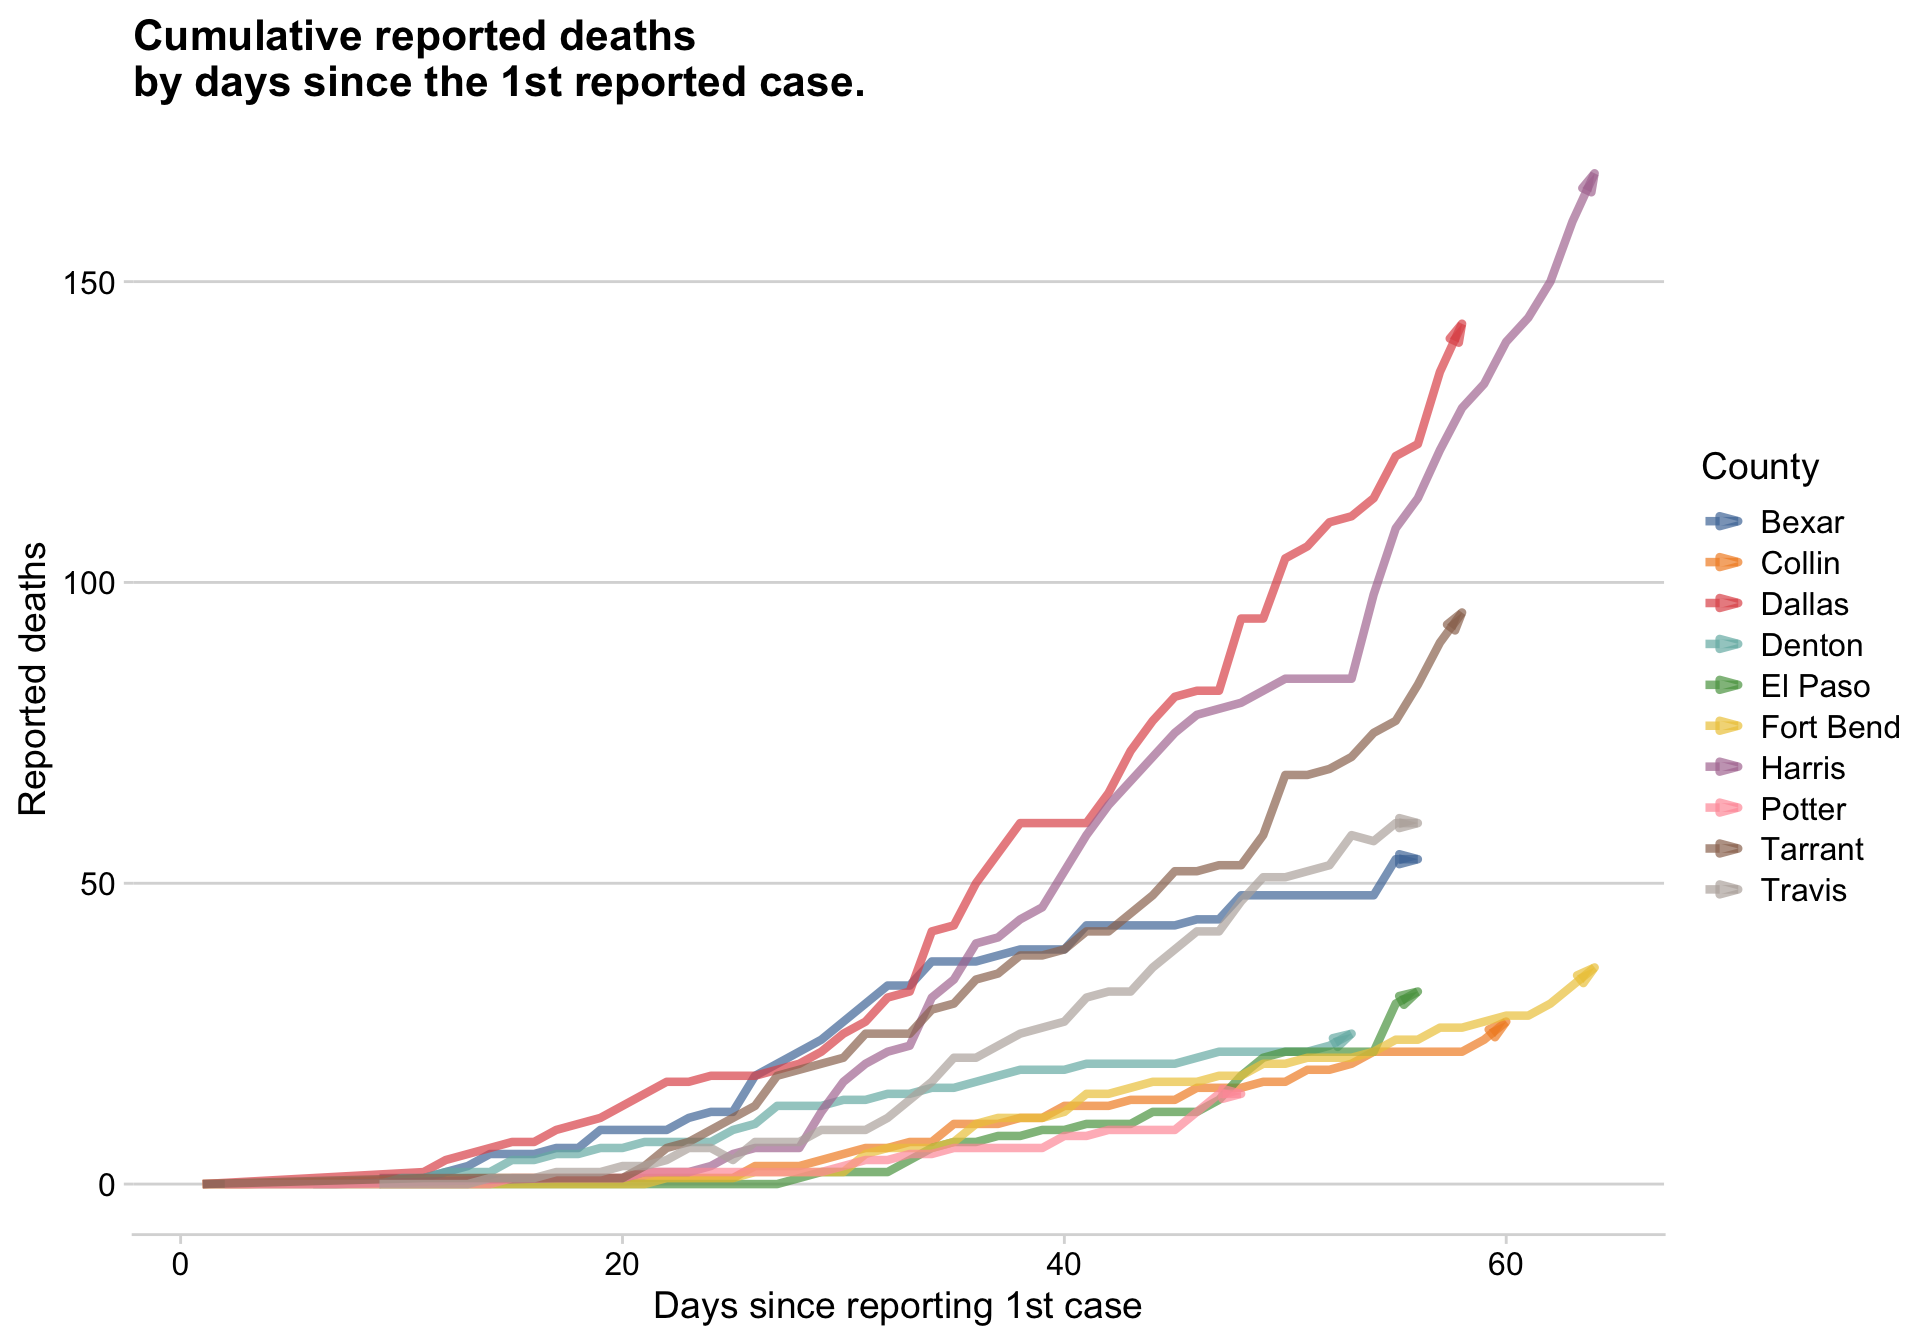 Cumulative reported deaths
by days since the 1st reported case.
Reported deaths
150
100
50
0
0 20 40 60
Days since reporting 1st case
County
Bexar
Collin
Dallas
Denton
El Paso
Fort Bend
Harris
Potter
Tarrant
Travis